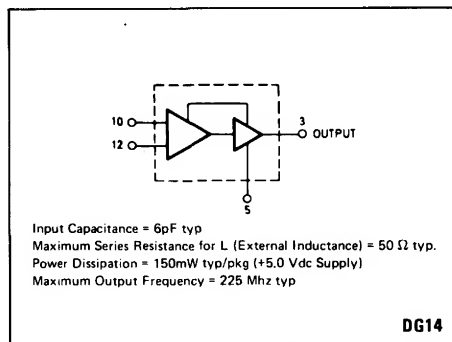 10
12
3 OUTPUT
5
Input Capacitance = 6pF typ
Maximum Series Resistance for L (External Inductance) = 50 Ω typ.
Power Dissipation = 150mW typ/pkg (+5.0 Vdc Supply)
Maximum Output Frequency = 225 Mhz typ
DG14